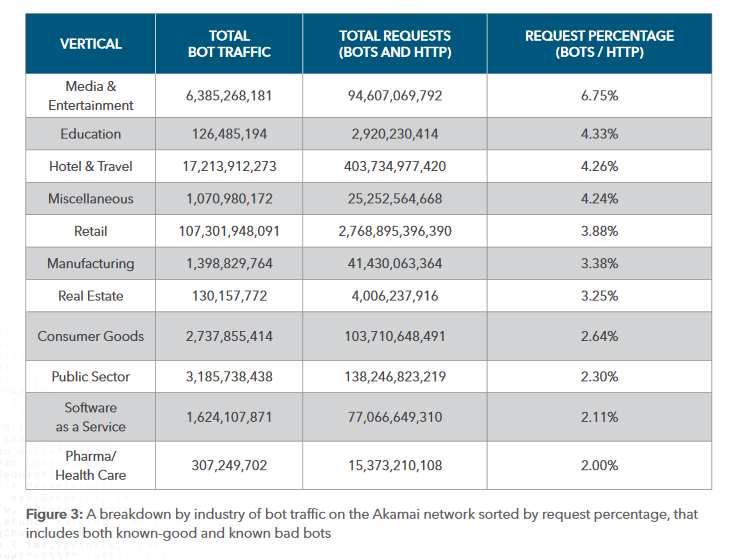 VERTICAL
TOTAL
BOT TRAFFIC
TOTAL REQUESTS
(BOTS AND HTTP)
REQUEST PERCENTAGE
(BOTS / HTTP)
Media &
Entertainment
6,385,268,181
94,607,069,792
6.75%
Education
126,485,194
2,920,230,414
4.33%
Hotel & Travel
17,213,912,273
403,734,977,420
4.26%
Miscellaneous
1,070,980,172
25,252,564,668
4.24%
Retail
107,301,948,091
2,768,895,396,390
3.88%
Manufacturing
1,398,829,764
41,430,063,364
3.38%
Real Estate
130,157,772
4,006,237,916
3.25%
Consumer Goods
2,737,855,414
103,710,648,491
2.64%
Public Sector
3,185,738,438
138,246,823,219
2.30%
Software
as a Service
1,624,107,871
77,066,649,310
2.11%
Pharma/
Health Care
307,249,702
15,373,210,108
2.00%
Figure 3: A breakdown by industry of bot traffic on the Akamai network sorted by request percentage, that
includes both known-good and known bad bots